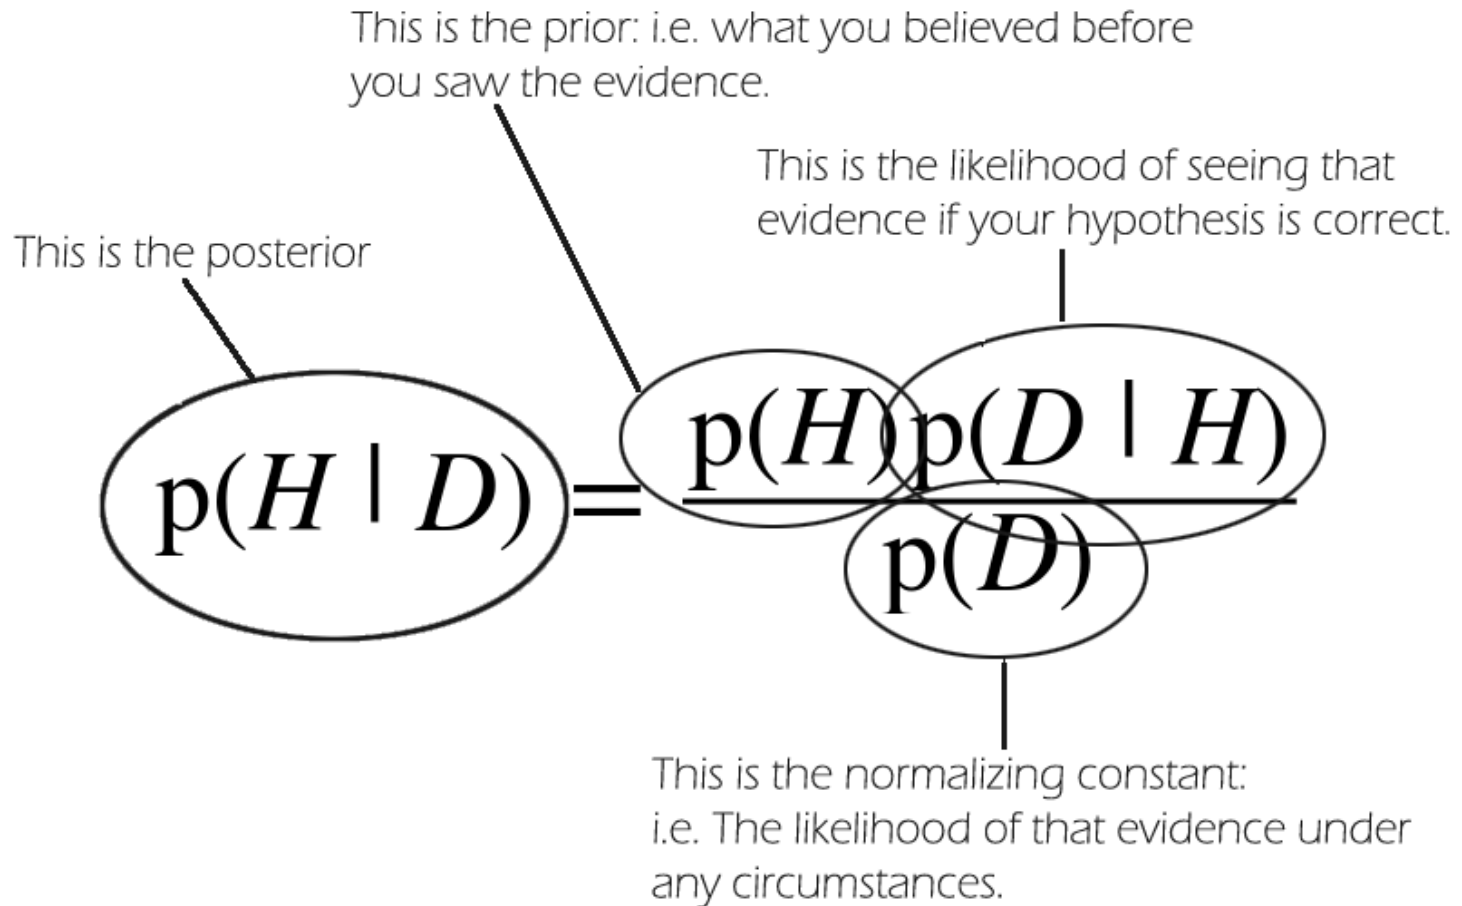 This is the prior: i.e. what you believed before
you saw the evidence.
This is the likelihood of seeing that
evidence if your hypothesis is correct.
This is the posterior
p(H | D) = p(H) p(D | H)
p(D)
This is the normalizing constant:
i.e. The likelihood of that evidence under
any circumstances.